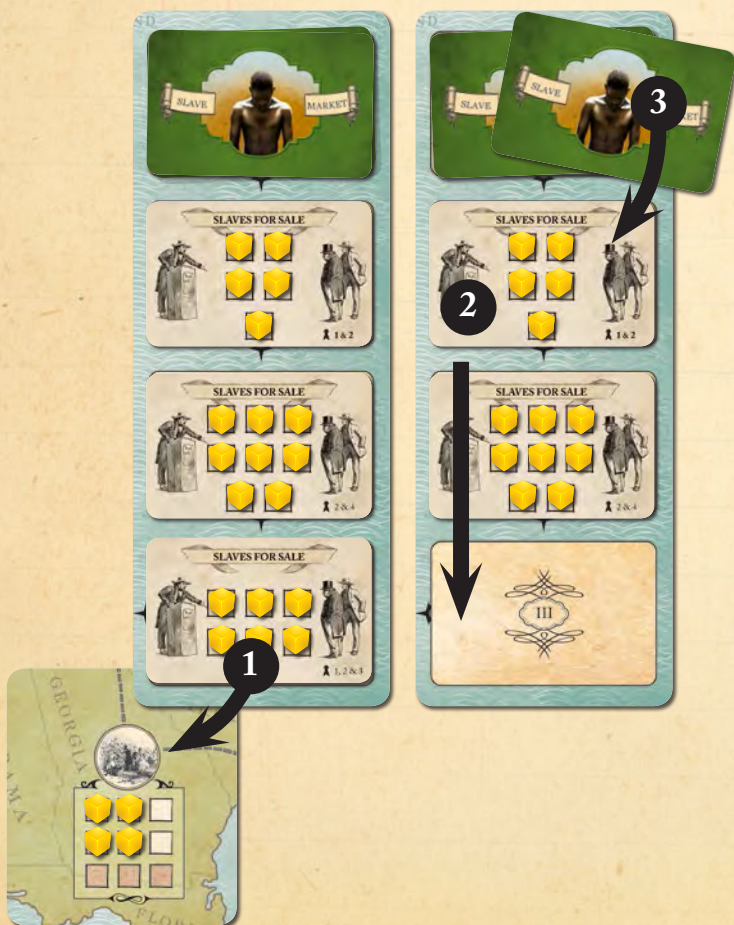 SLAVE
MARKET
SLAVES FOR SALE
1 & 2
SLAVES FOR SALE
2 & 4
SLAVES FOR SALE
1, 2 & 3
1
GEORGIA
SLAVE
SLAVE
3
SLAVES FOR SALE
2
1 & 2
SLAVES FOR SALE
2 & 4
III